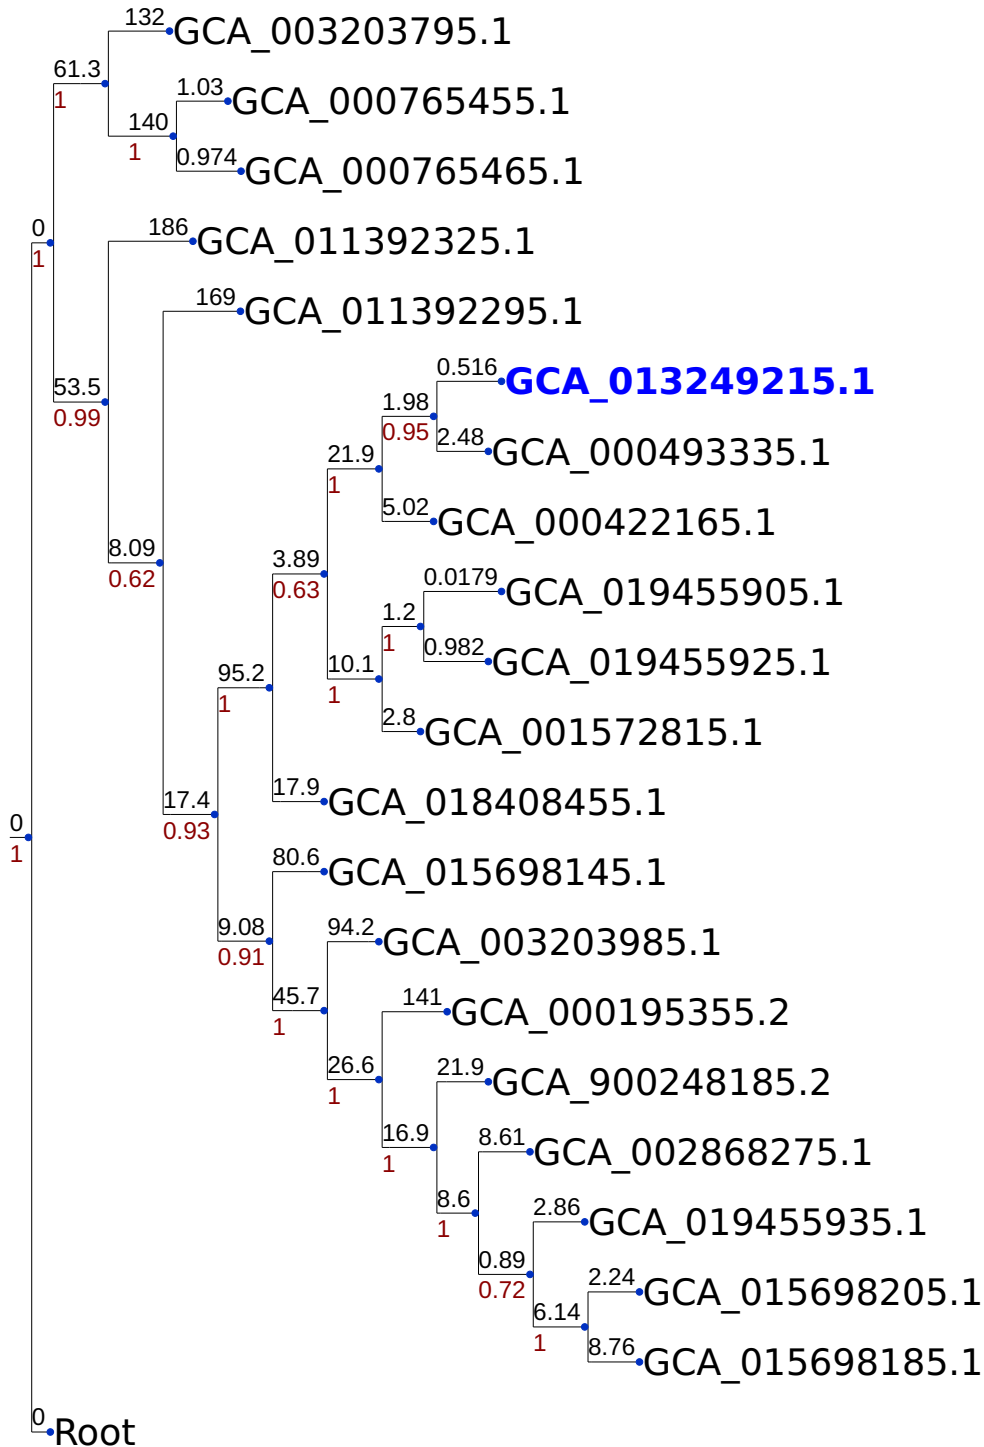 132 GCA_003203795.1
61.3
1
1.03 GCA_000765455.1
140
1
0.974 GCA_000765465.1
0
1
186 GCA_011392325.1
169 GCA_011392295.1
0.516 GCA_013249215.1
53.5
0.99
1.98
0.95
2.48 GCA_000493335.1
21.9
1
5.02 GCA_000422165.1
8.09
0.62
3.89
0.63
0.0179 GCA_019455905.1
1.2
1
0.982 GCA_019455925.1
10.1
1
95.2
1
2.8 GCA_001572815.1
17.9 GCA_018408455.1
17.4
0.93
0
1
80.6 GCA_015698145.1
9.08
0.91
94.2 GCA_003203985.1
45.7
1
141 GCA_000195355.2
26.6
1
21.9 GCA_900248185.2
16.9
1
8.61 GCA_002868275.1
8.6
1
2.86 GCA_019455935.1
0.89
0.72
2.24 GCA_015698205.1
6.14
1
8.76 GCA_015698185.1
0 Root